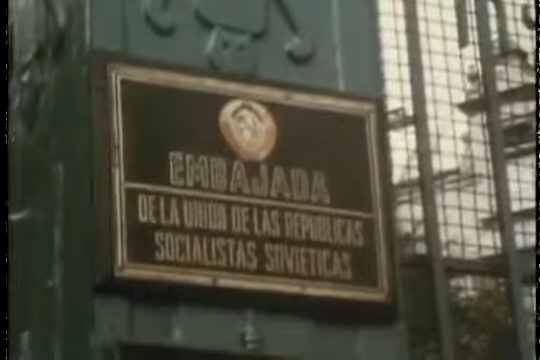 EMBAJADA
DE LA UNION DE LAS REPUBLICAS
SOCIALISTAS SOVIETICAS